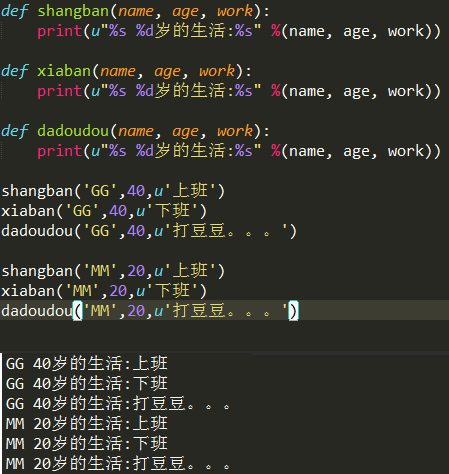 def shangban(name, age, work):
    print(u"%s %d岁的生活:%s" %(name, age, work))
def xiaban(name, age, work):
    print(u"%s %d岁的生活:%s" %(name, age, work))
def dadoudou(name, age, work):
    print(u"%s %d岁的生活:%s" %(name, age, work))
shangban('GG',40,u'上班')
xiaban('GG',40,u'下班')
dadoudou('GG',40,u'打豆豆。。。')
shangban('MM',20,u'上班')
xiaban('MM',20,u'下班')
dadoudou('MM',20,u'打豆豆。。。')
GG 40岁的生活:上班
GG 40岁的生活:下班
GG 40岁的生活:打豆豆。。。
MM 20岁的生活:上班
MM 20岁的生活:下班
MM 20岁的生活:打豆豆。。。